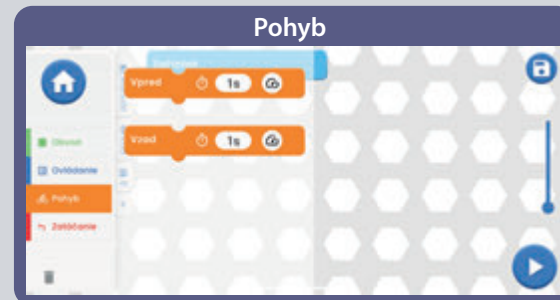 Pohyb
Vpred 1s
Vzad 1s
Ovládanie
Pohyb
Zatáčanie